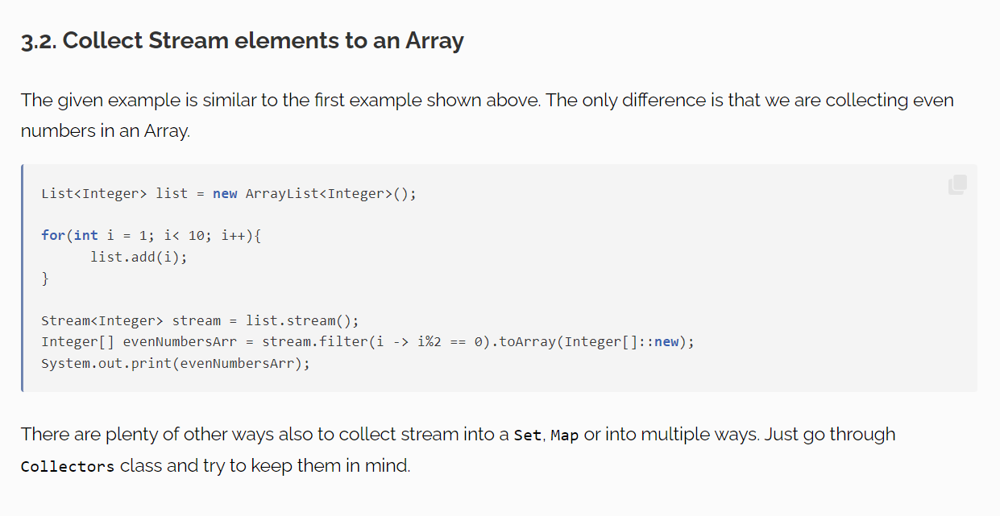 3.2. Collect Stream elements to an Array
The given example is similar to the first example shown above. The only difference is that we are collecting even
numbers in an Array.
List<Integer> list = new ArrayList<Integer>();
for(int i = 1; i< 10; i++){
      list.add(i);
}
Stream<Integer> stream = list.stream();
Integer[] evenNumbersArr = stream.filter(i -> i%2 == 0).toArray(Integer[]::new);
System.out.print(evenNumbersArr);
There are plenty of other ways also to collect stream into a Set, Map or into multiple ways. Just go through
Collectors class and try to keep them in mind.